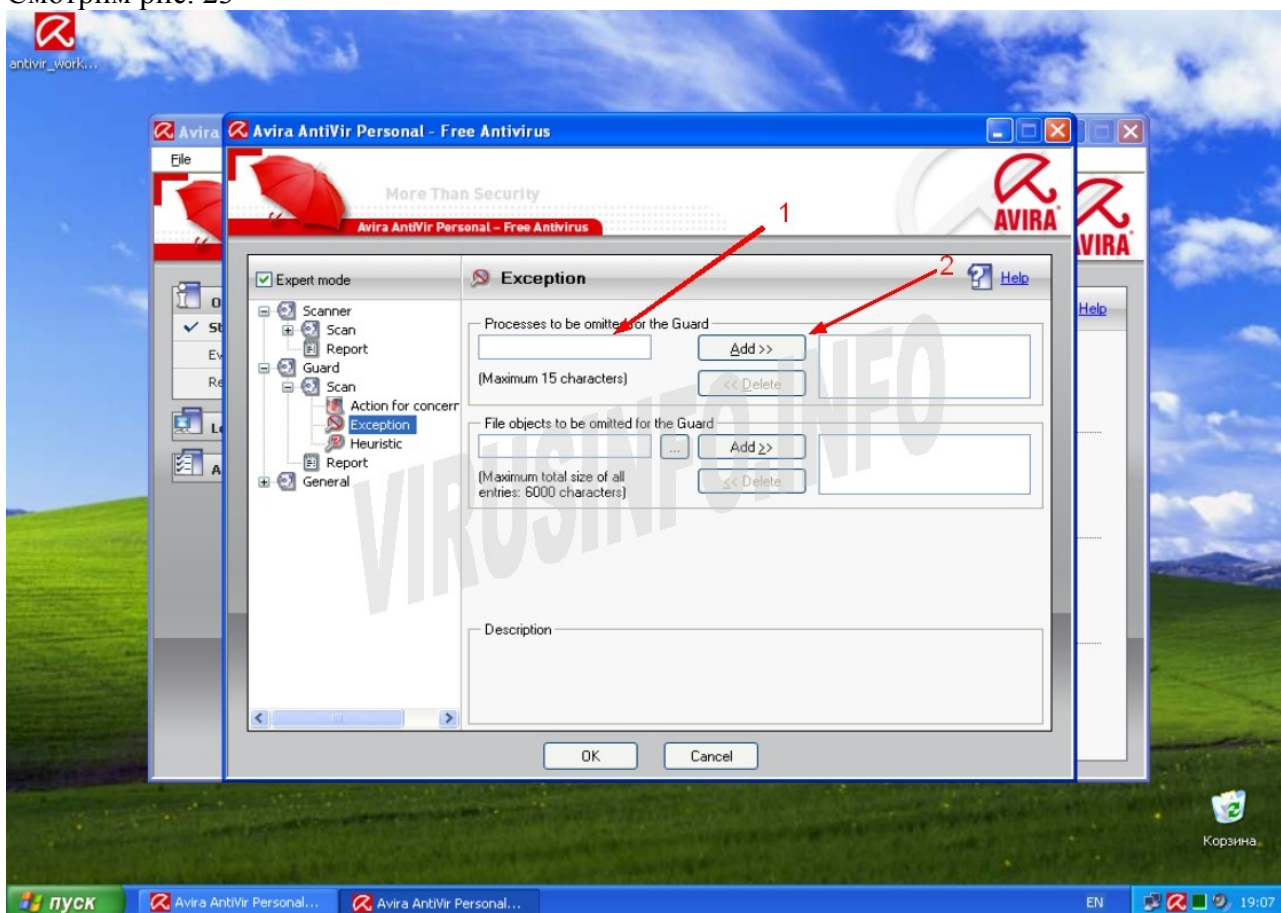 Смотрим рис. 23
antivir_work...
Avira
Avira AntiVir Personal - Free Antivirus
File
More Than Security
Avira AntiVir Personal – Free Antivirus
AVIRA
VIRA
1
2
Expert mode
Exception
Help
Help
Scanner
Scan
Report
Guard
Scan
Action for concerr
Exception
Heuristic
Report
General
Processes to be omitted for the Guard
Add >>
(Maximum 15 characters)
<< Delete
File objects to be omitted for the Guard
...
Add >>
(Maximum total size of all
entries: 6000 characters)
<< Delete
Description
VIRUSINFO.INFO
OK
Cancel
Корзина
пуск
Avira AntiVir Personal...
Avira AntiVir Personal...
EN
19:07